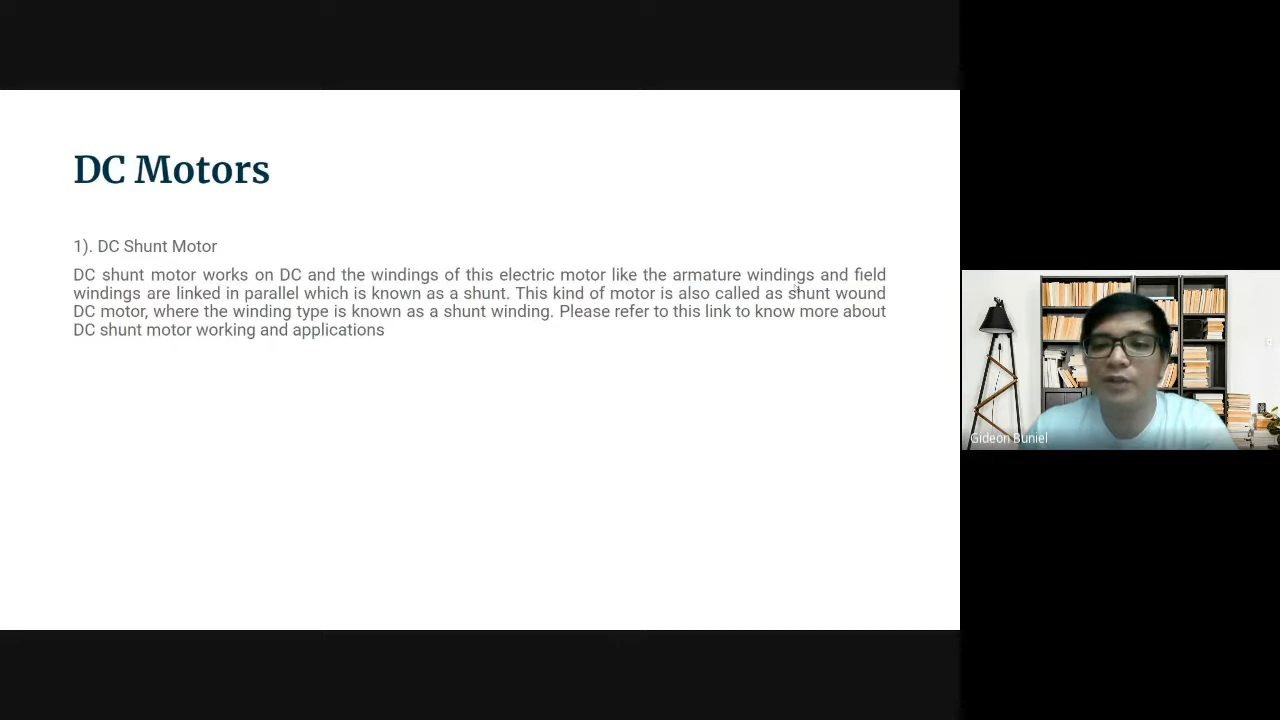 DC Motors
1). DC Shunt Motor
DC shunt motor works on DC and the windings of this electric motor like the armature windings and field
windings are linked in parallel which is known as a shunt. This kind of motor is also called as shunt wound
DC motor, where the winding type is known as a shunt winding. Please refer to this link to know more about
DC shunt motor working and applications
Gideon Buniel